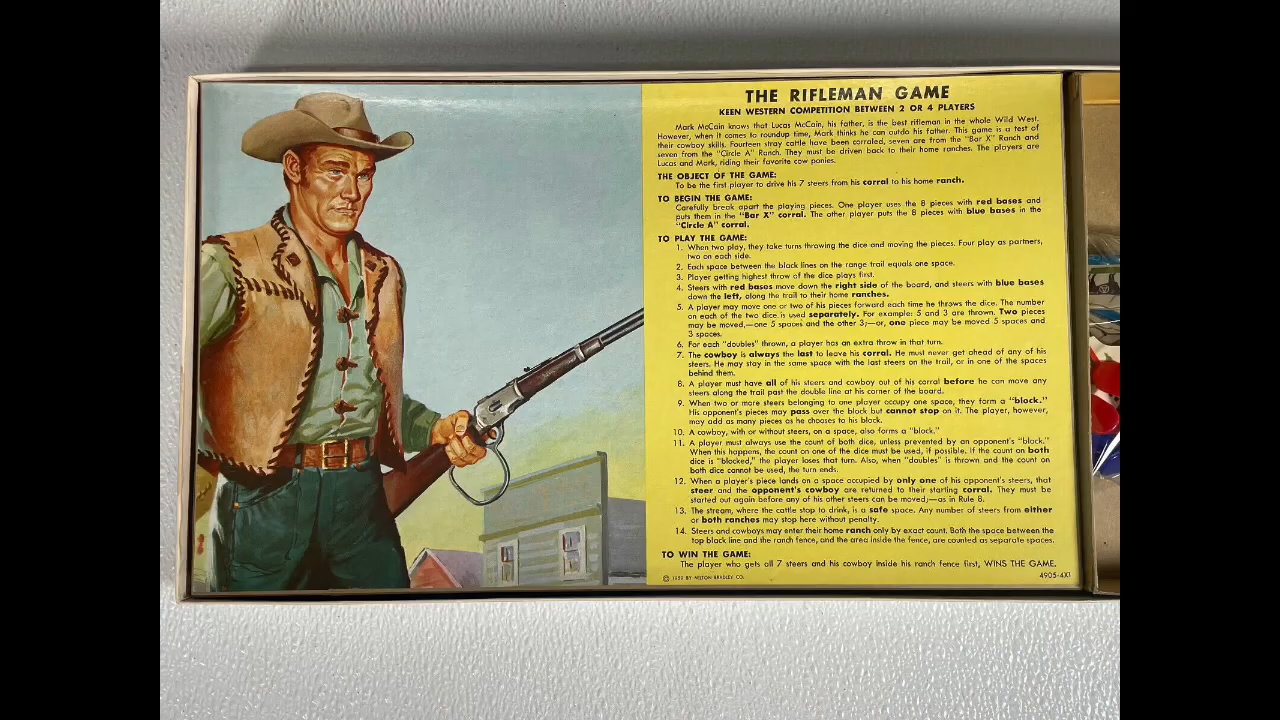 THE RIFLEMAN GAME
KEEN WESTERN COMPETITION BETWEEN 2 OR 4 PLAYERS
Mark McCain knows that Lucas McCain, his father, is the best rifleman in the whole Wild West.
However, when it comes to roundup time, Mark thinks he can outdo his father. This game is a test of
their cowboy skills. Fourteen stray cattle have been corraled, seven are from the "Bar X" Ranch and
seven from the "Circle A" Ranch. They must be driven back to their home ranches. The players are
Lucas and Mark, riding their favorite cow ponies.
THE OBJECT OF THE GAME:
To be the first player to drive his 7 steers from his corral to his home ranch.
TO BEGIN THE GAME:
Carefully break apart the playing pieces. One player uses the 8 pieces with red bases and
puts them in the "Bar X" corral. The other player puts the 8 pieces with blue bases in the
"Circle A" corral.
TO PLAY THE GAME:
1. When two play, they take turns throwing the dice and moving the pieces. Four play as partners,
two on each side.
2. Each space between the black lines on the range trail equals one space.
3. Player getting highest throw of the dice plays first.
4. Steers with red bases move down the right side of the board, and steers with blue bases
down the left, along the trail to their home ranches.
5. A player may move one or two of his pieces forward each time he throws the dice. The number
on each of the two dice is used separately. For example: 5 and 3 are thrown. Two pieces
may be moved,—one 5 spaces and the other 3;—or, one piece may be moved 5 spaces and
3 spaces.
6. For each "doubles" thrown, a player has an extra throw in that turn.
7. The cowboy is always the last to leave his corral. He must never get ahead of any of his
steers. He may stay in the same space with the last steers on the trail, or in one of the spaces
behind them.
8. A player must have all of his steers and cowboy out of his corral before he can move any
steers along the trail past the double line at his corner of the board.
9. When two or more steers belonging to one player occupy one space, they form a "block."
His opponent's pieces may pass over the block but cannot stop on it. The player, however,
may add as many pieces as he chooses to his block.
10. A cowboy, with or without steers, on a space, also forms a "block."
11. A player must always use the count of both dice, unless prevented by an opponent's "block."
When this happens, the count on one of the dice must be used, if possible. If the count on both
dice is "blocked," the player loses that turn. Also, when "doubles" is thrown and the count on
both dice cannot be used, the turn ends.
12. When a player's piece lands on a space occupied by only one of his opponent's steers, that
steer and the opponent's cowboy are returned to their starting corral. They must be
started out again before any of his other steers can be moved,—as in Rule 8.
13. The stream, where the cattle stop to drink, is a safe space. Any number of steers from either
or both ranches may stop here without penalty.
14. Steers and cowboys may enter their home ranch only by exact count. Both the space between the
top black line and the ranch fence, and the area inside the fence, are counted as separate spaces.
TO WIN THE GAME:
The player who gets all 7 steers and his cowboy inside his ranch fence first, WINS THE GAME.
© 1959 BY MILTON BRADLEY CO. 4905-4X1